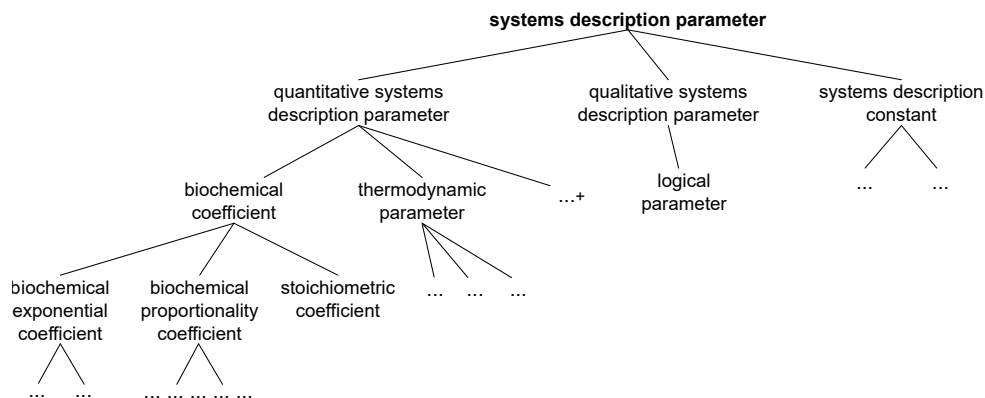 systems description parameter
quantitative systems
description parameter
qualitative systems
description parameter
systems description
constant
biochemical
coefficient
thermodynamic
parameter
...+
logical
parameter
... ...
biochemical
exponential
coefficient
biochemical
proportionality
coefficient
stoichiometric
coefficient
... ... ...
... ...
... ... ... ... ...